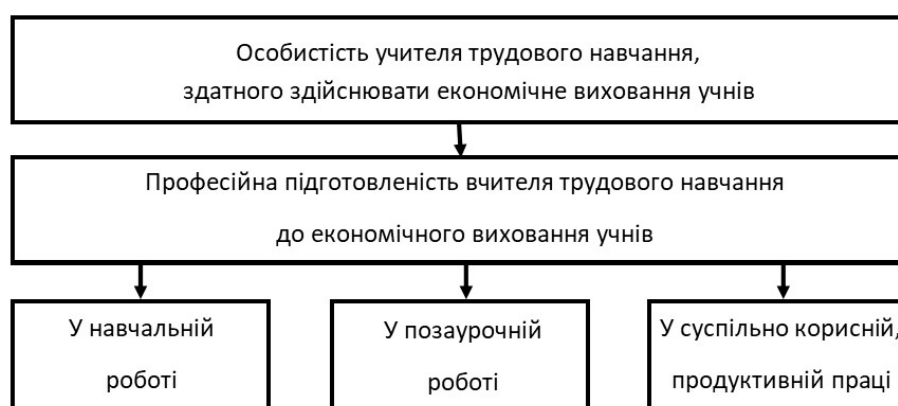 Особистість учителя трудового навчання,
здатного здійснювати економічне виховання учнів
Професійна підготовленість вчителя трудового навчання
до економічного виховання учнів
У навчальній
роботі
У позаурочній
роботі
У суспільно корисній,
продуктивній праці